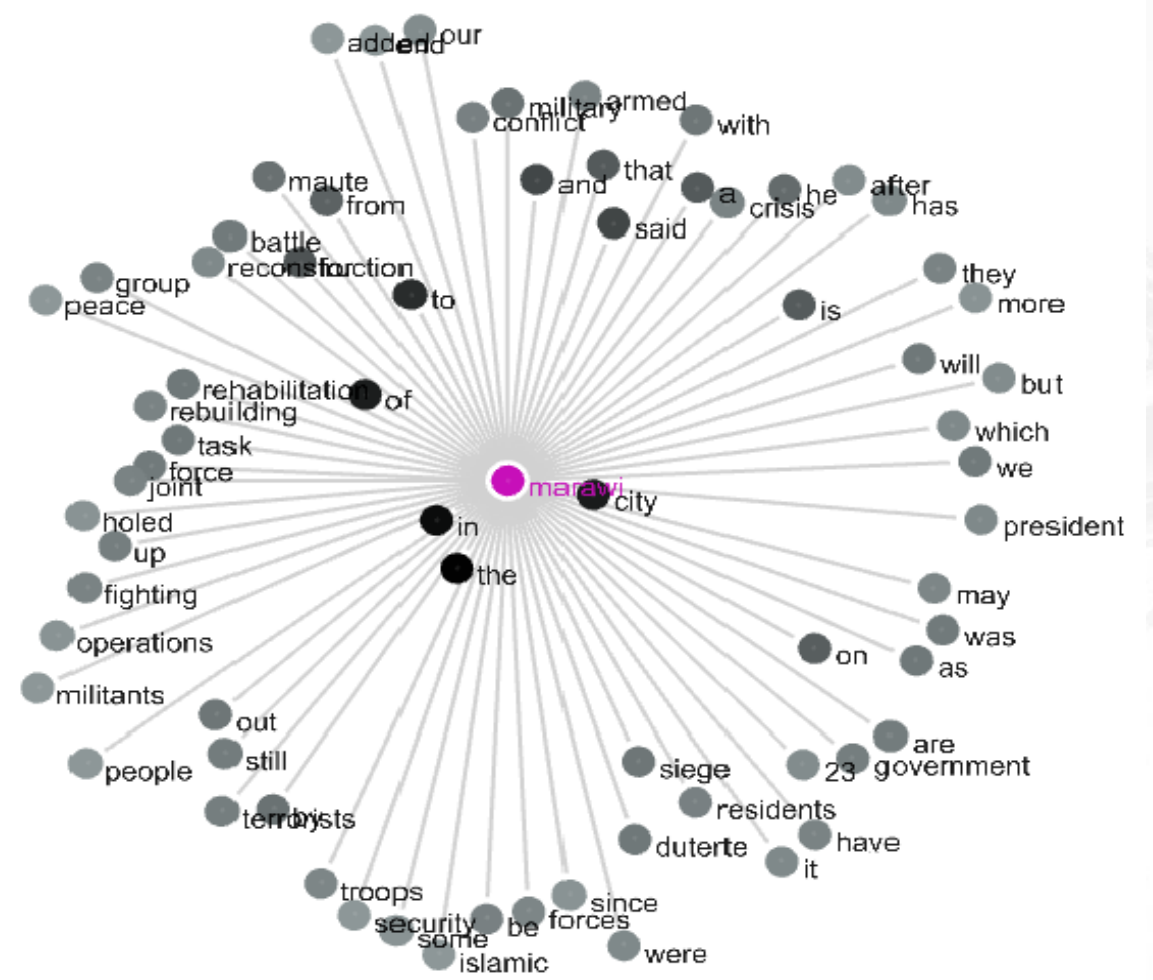 our
added
end
armed
military
conflict
with
that
maute
and
after
a
he
from
has
crisis
said
battle
reconstruction
for
they
group
to
more
peace
is
will
but
rehabilitation
of
rebuilding
which
task
we
force
joint
marawi
city
holed
president
in
up
the
fighting
may
was
operations
on
as
militants
out
are
still
government
siege
23
people
residents
terrorists
by
have
duterte
it
troops
since
forces
security
be
some
were
islamic